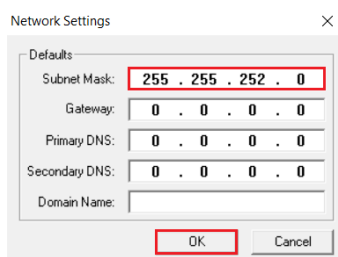 Network Settings
Defaults
Subnet Mask: 255 . 255 . 252 . 0
Gateway: 0 . 0 . 0 . 0
Primary DNS: 0 . 0 . 0 . 0
Secondary DNS: 0 . 0 . 0 . 0
Domain Name:
OK Cancel